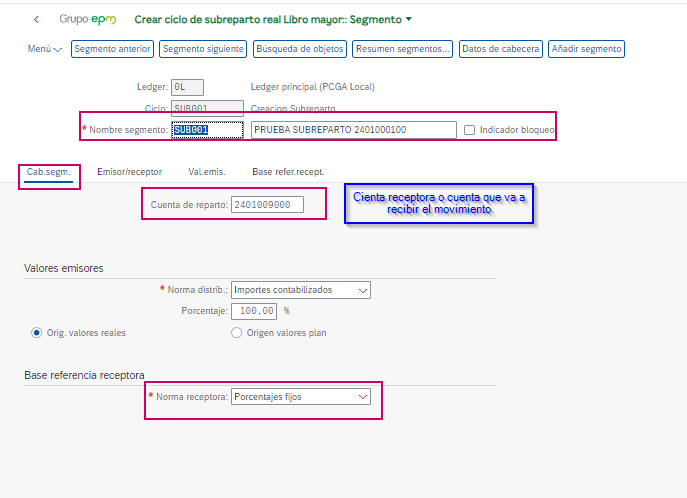 Grupo·epm Crear ciclo de subreparto real Libro mayor:: Segmento
Menú Segmento anterior Segmento siguiente Búsqueda de objetos Resumen segmentos... Datos de cabecera Añadir segmento
Ledger: 0L Ledger principal (PCGA Local)
Ciclo: SUB001 Creacion Subreparto
* Nombre segmento: SUB001 PRUEBA SUBREPARTO 2401000100 Indicador bloqueo
Cab.segm. Emisor/receptor Val.emis. Base refer.recept.
Cuenta de reparto: 2401009000
Cienta receptora o cuenta que va a
recibir el movimiento
Valores emisores
* Norma distrib.: Importes contabilizados
Porcentaje: 100,00 %
Orig. valores reales Origen valores plan
Base referencia receptora
* Norma receptora: Porcentajes fijos